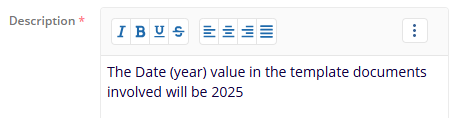 Description *
I B U S
The Date (year) value in the template documents
involved will be 2025